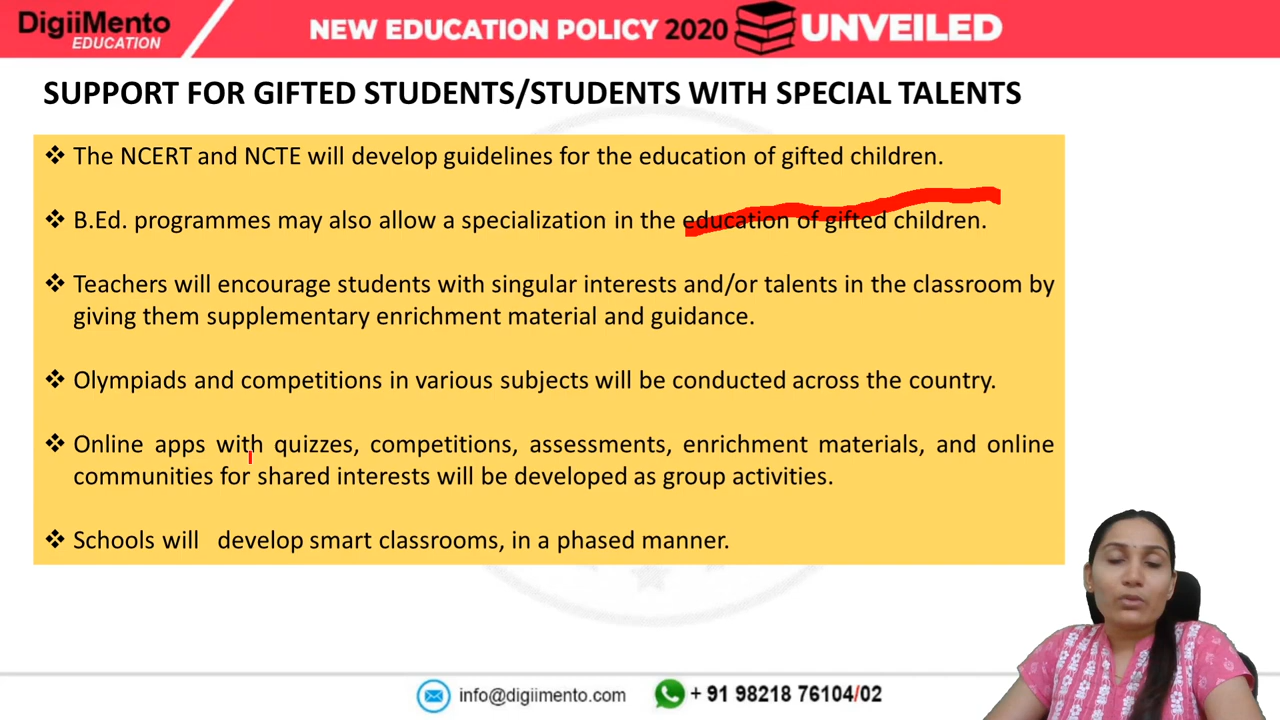 DigiiMento
EDUCATION
NEW EDUCATION POLICY 2020 UNVEILED
SUPPORT FOR GIFTED STUDENTS/STUDENTS WITH SPECIAL TALENTS
❖ The NCERT and NCTE will develop guidelines for the education of gifted children.
❖ B.Ed. programmes may also allow a specialization in the education of gifted children.
❖ Teachers will encourage students with singular interests and/or talents in the classroom by
giving them supplementary enrichment material and guidance.
❖ Olympiads and competitions in various subjects will be conducted across the country.
❖ Online apps with quizzes, competitions, assessments, enrichment materials, and online
communities for shared interests will be developed as group activities.
❖ Schools will develop smart classrooms, in a phased manner.
info@digiimento.com + 91 98218 76104/02